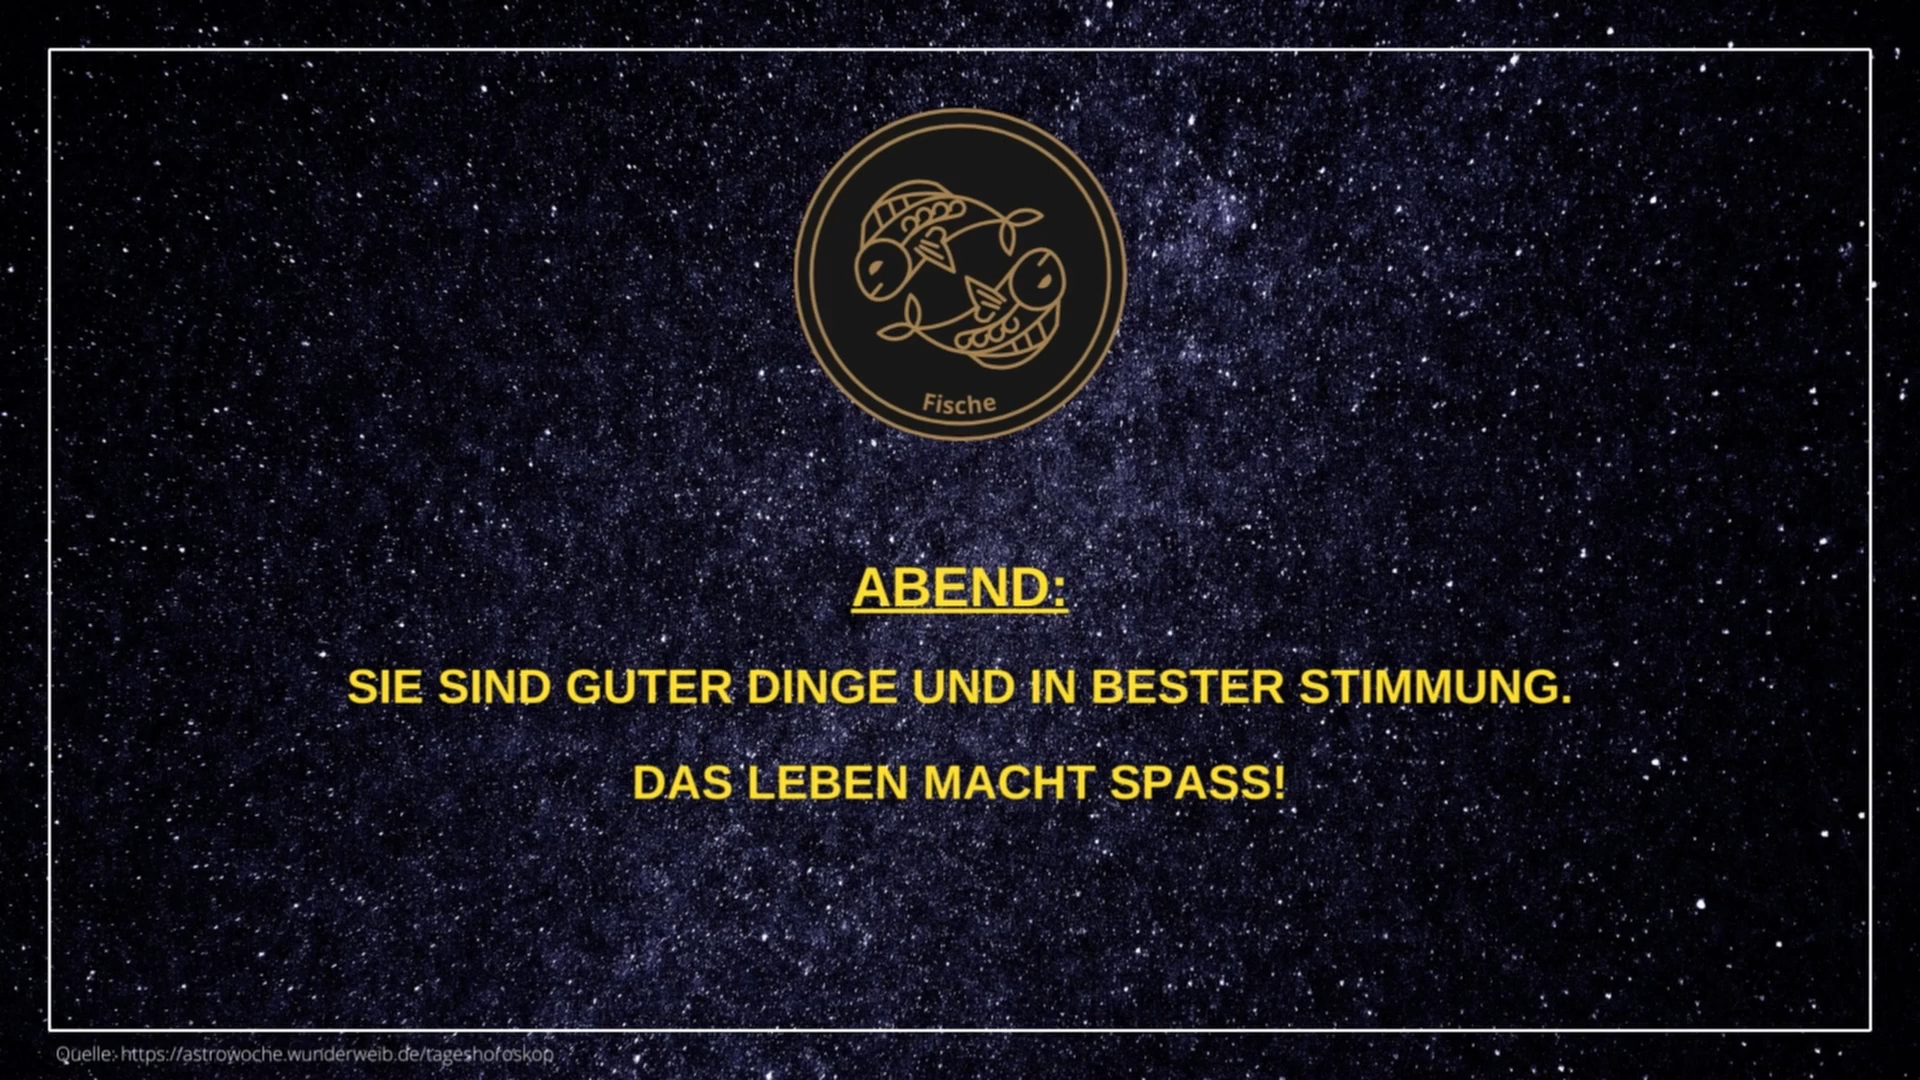 Fische
ABEND:
SIE SIND GUTER DINGE UND IN BESTER STIMMUNG.
DAS LEBEN MACHT SPASS!
Quelle: https://astrowoche.wunderweib.de/tageshoroskop